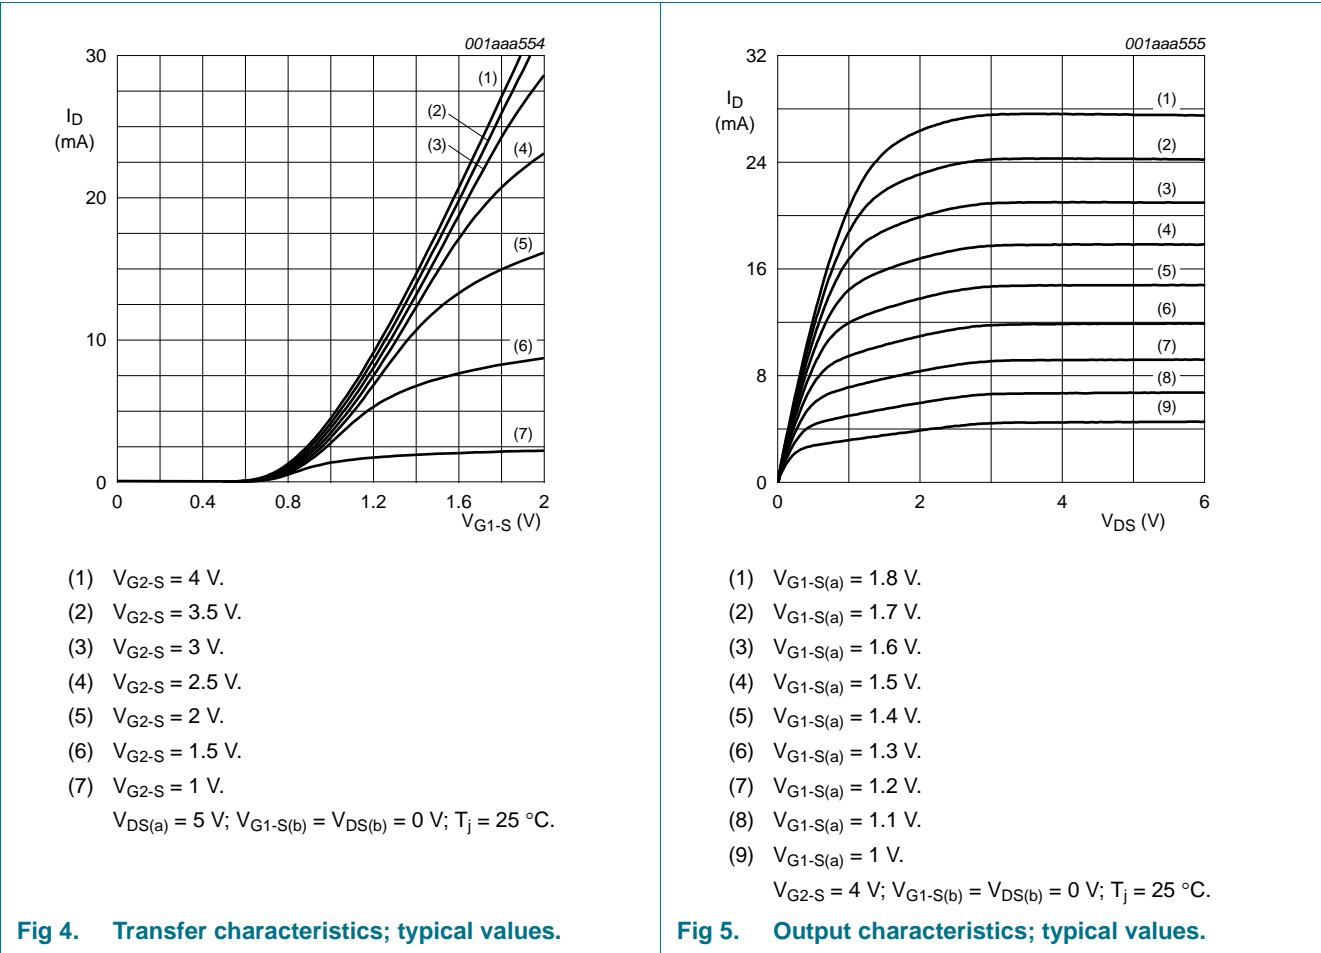 001aaa554
30
20
10
0
I_D
(mA)
(1)
(2)
(3)
(4)
(5)
(6)
(7)
0 0.4 0.8 1.2 1.6 2
V_G1-S (V)
(1) V_G2-S = 4 V.
(2) V_G2-S = 3.5 V.
(3) V_G2-S = 3 V.
(4) V_G2-S = 2.5 V.
(5) V_G2-S = 2 V.
(6) V_G2-S = 1.5 V.
(7) V_G2-S = 1 V.
V_DS(a) = 5 V; V_G1-S(b) = V_DS(b) = 0 V; T_j = 25 °C.
Fig 4. Transfer characteristics; typical values.
001aaa555
32
24
16
8
0
I_D
(mA)
(1)
(2)
(3)
(4)
(5)
(6)
(7)
(8)
(9)
0 2 4 6
V_DS (V)
(1) V_G1-S(a) = 1.8 V.
(2) V_G1-S(a) = 1.7 V.
(3) V_G1-S(a) = 1.6 V.
(4) V_G1-S(a) = 1.5 V.
(5) V_G1-S(a) = 1.4 V.
(6) V_G1-S(a) = 1.3 V.
(7) V_G1-S(a) = 1.2 V.
(8) V_G1-S(a) = 1.1 V.
(9) V_G1-S(a) = 1 V.
V_G2-S = 4 V; V_G1-S(b) = V_DS(b) = 0 V; T_j = 25 °C.
Fig 5. Output characteristics; typical values.